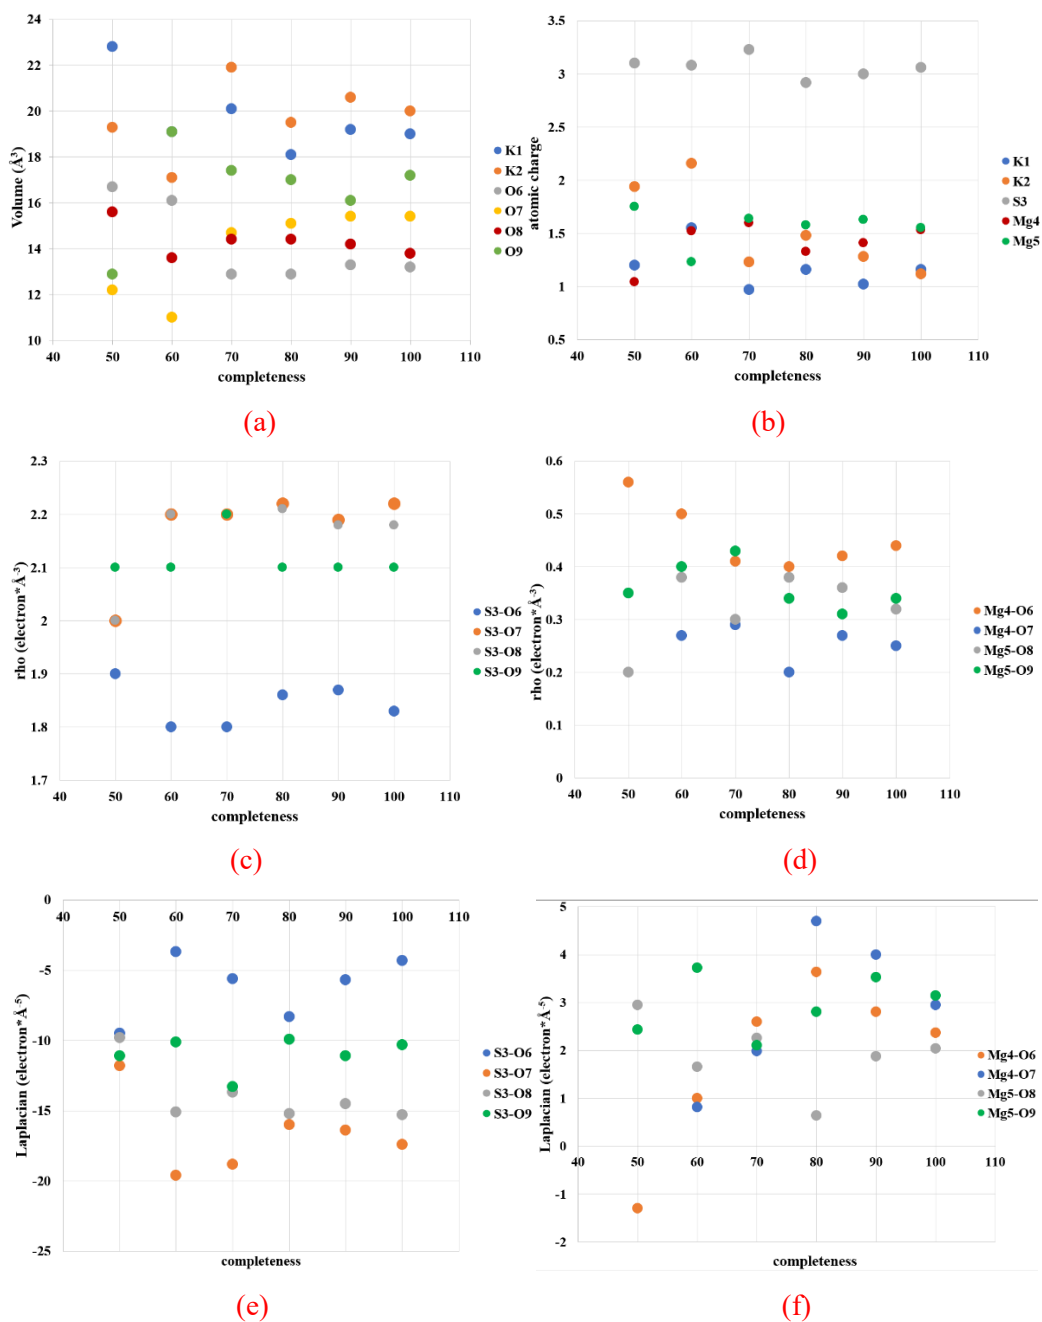 24
22
20
18
16
14
12
10
Volume (Å³)
40 50 60 70 80 90 100 110
completeness
K1
K2
O6
O7
O8
O9
(a)
3.5
3
2.5
2
1.5
1
0.5
atomic charge
40 50 60 70 80 90 100 110
completeness
K1
K2
S3
Mg4
Mg5
(b)
2.3
2.2
2.1
2
1.9
1.8
1.7
rho (electron*Å⁻³)
40 50 60 70 80 90 100 110
completeness
S3-O6
S3-O7
S3-O8
S3-O9
(c)
0.6
0.5
0.4
0.3
0.2
0.1
0
rho (electron*Å⁻³)
40 50 60 70 80 90 100 110
completeness
Mg4-O6
Mg4-O7
Mg5-O8
Mg5-O9
(d)
0
-5
-10
-15
-20
-25
Laplacian (electron*Å⁻⁵)
40 50 60 70 80 90 100 110
completeness
S3-O6
S3-O7
S3-O8
S3-O9
(e)
5
4
3
2
1
0
-1
-2
Laplacian (electron*Å⁻⁵)
40 50 60 70 80 90 100 110
completeness
Mg4-O6
Mg4-O7
Mg5-O8
Mg5-O9
(f)